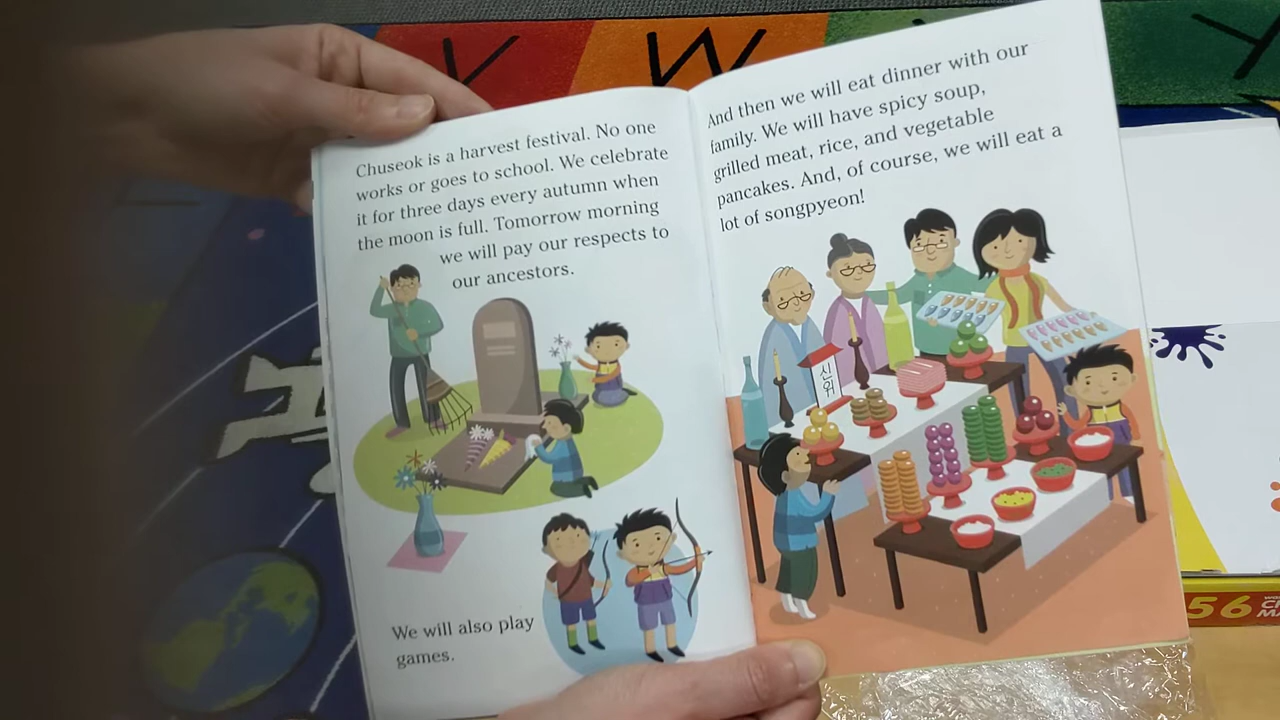 Chuseok is a harvest festival. No one
works or goes to school. We celebrate
it for three days every autumn when
the moon is full. Tomorrow morning
we will pay our respects to
our ancestors.
We will also play
games.
And then we will eat dinner with our
family. We will have spicy soup,
grilled meat, rice, and vegetable
pancakes. And, of course, we will eat a
lot of songpyeon!
신위
W
56